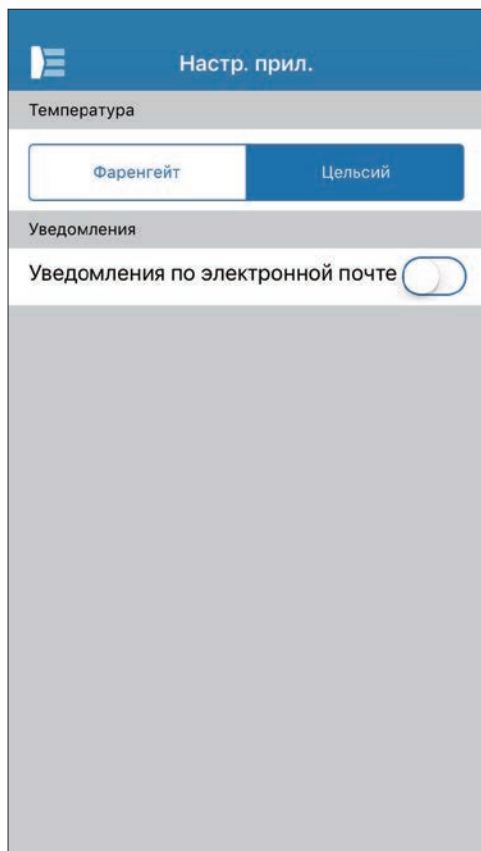 Настр. прил.
Температура
Фаренгейт
Цельсий
Уведомления
Уведомления по электронной почте